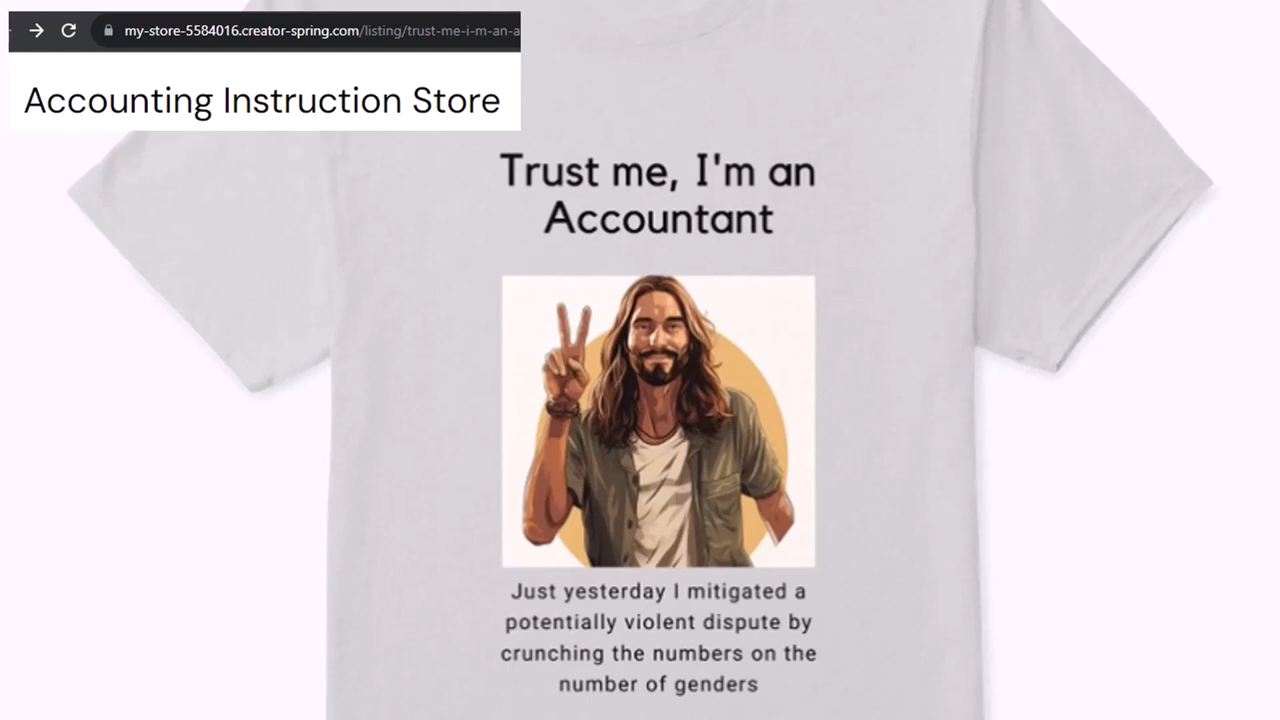 my-store-5584016.creator-spring.com/listing/trust-me-i-m-an-a
Accounting Instruction Store
Trust me, I'm an
Accountant
Just yesterday I mitigated a
potentially violent dispute by
crunching the numbers on the
number of genders